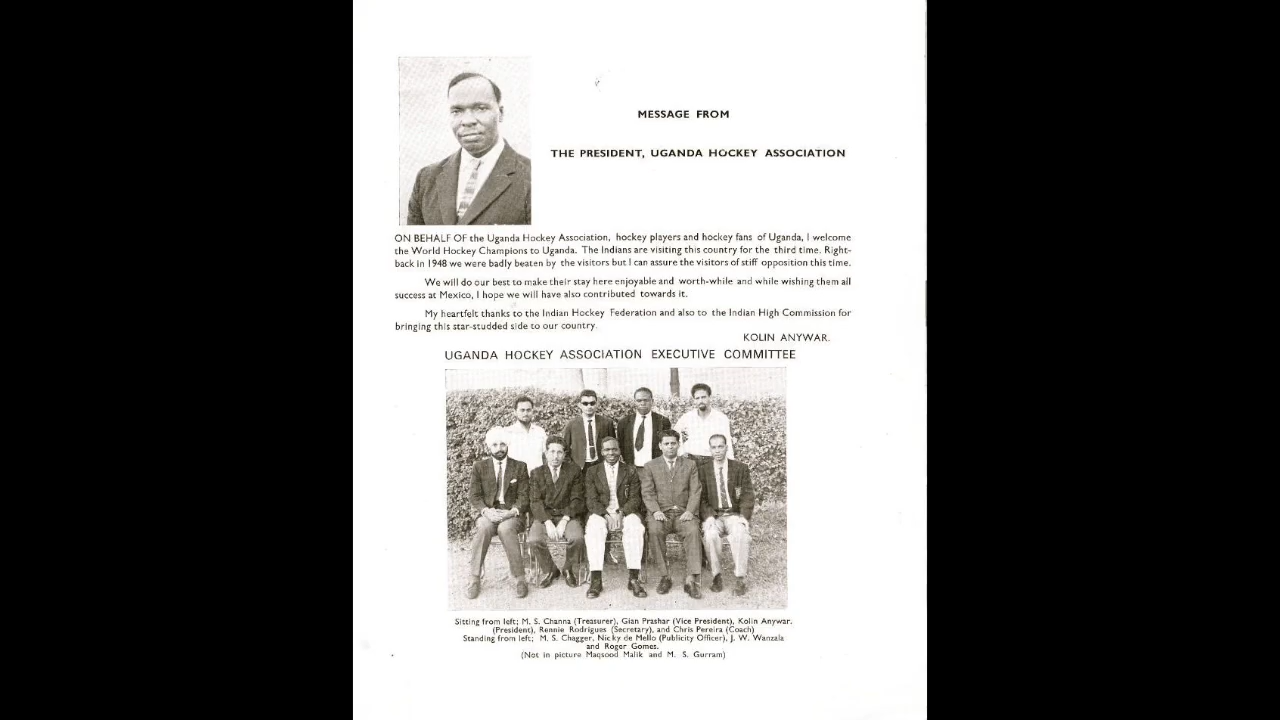 MESSAGE FROM
THE PRESIDENT, UGANDA HOCKEY ASSOCIATION
ON BEHALF OF the Uganda Hockey Association, hockey players and hockey fans of Uganda, I welcome
the World Hockey Champions to Uganda. The Indians are visiting this country for the third time. Right-
back in 1948 we were badly beaten by the visitors but I can assure the visitors of stiff opposition this time.
We will do our best to make their stay here enjoyable and worth-while and while wishing them all
success at Mexico, I hope we will have also contributed towards it.
My heartfelt thanks to the Indian Hockey Federation and also to the Indian High Commission for
bringing this star-studded side to our country.
KOLIN ANYWAR.
UGANDA HOCKEY ASSOCIATION EXECUTIVE COMMITTEE
Sitting from left; M. S. Channa (Treasurer), Gian Prashar (Vice President), Kolin Anywar,
(President), Rennie Rodrigues (Secretary), and Chris Pereira (Coach)
Standing from left; M. S. Chagger, Nicky de Mello (Publicity Officer), J. W. Wanzala
and Roger Gomes.
(Not in picture Maqsood Malik and M. S. Gurram)